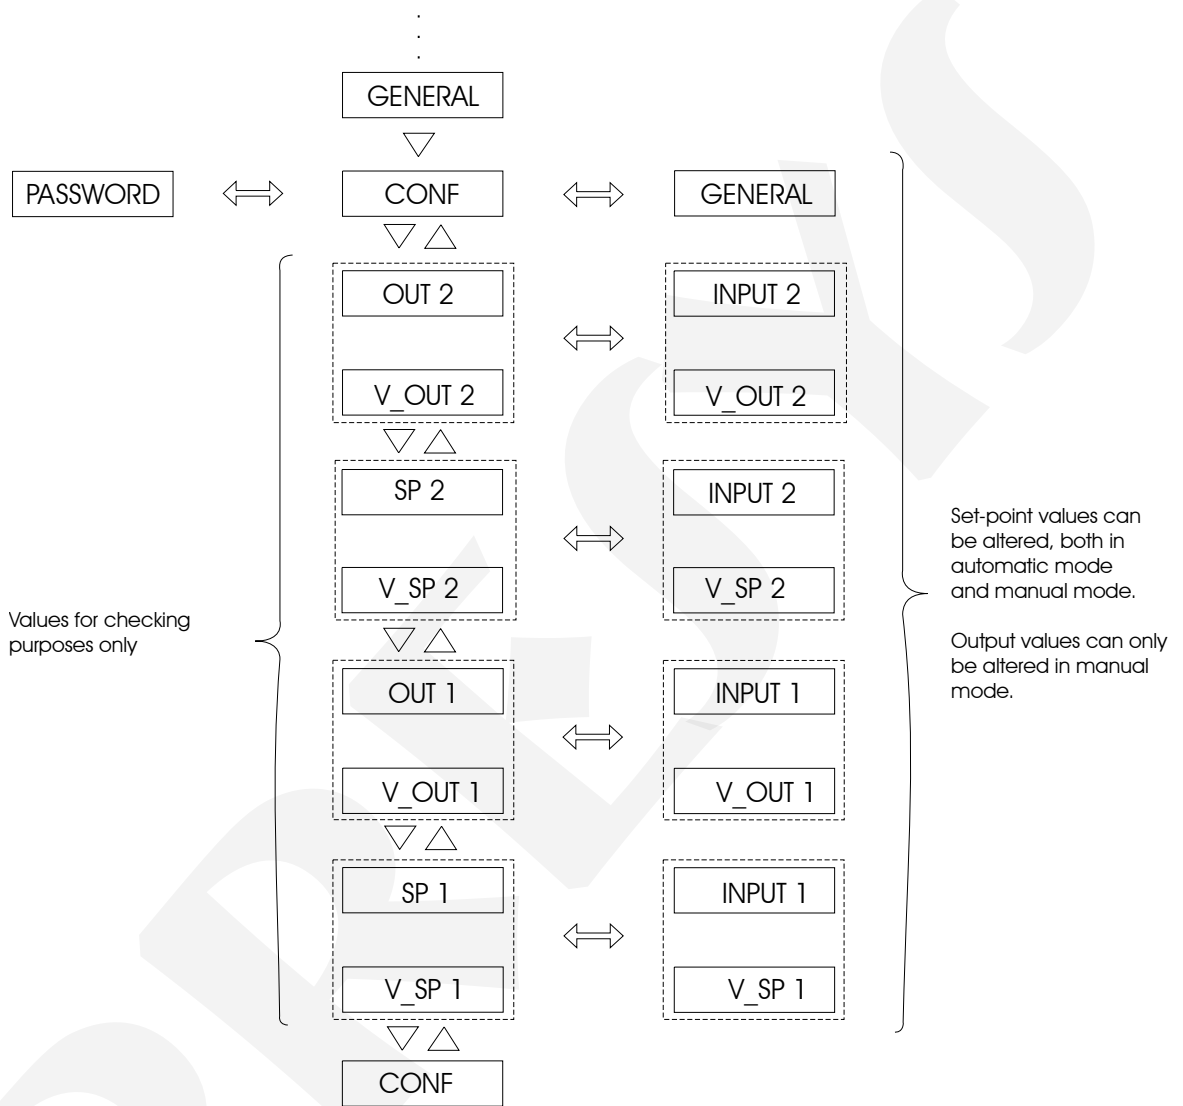 GENERAL
PASSWORD
CONF
GENERAL
OUT 2
INPUT 2
V_OUT 2
V_OUT 2
SP 2
INPUT 2
V_SP 2
V_SP 2
OUT 1
INPUT 1
V_OUT 1
V_OUT 1
SP 1
INPUT 1
V_SP 1
V_SP 1
CONF
Values for checking
purposes only
Set-point values can
be altered, both in
automatic mode
and manual mode.
Output values can only
be altered in manual
mode.
PRESYS